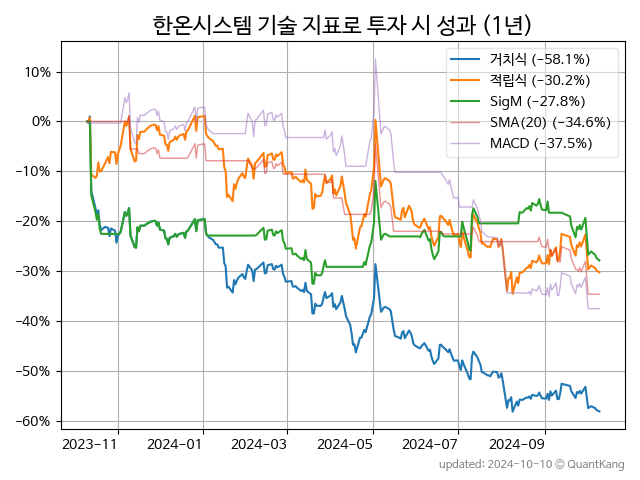 한온시스템 기술 지표로 투자 시 성과 (1년)
거치식 (−58.1%)
적립식 (−30.2%)
SigM (−27.8%)
SMA(20) (−34.6%)
MACD (−37.5%)
10%
0%
−10%
−20%
−30%
−40%
−50%
−60%
2023-11 2024-01 2024-03 2024-05 2024-07 2024-09
updated: 2024-10-10 © QuantKang